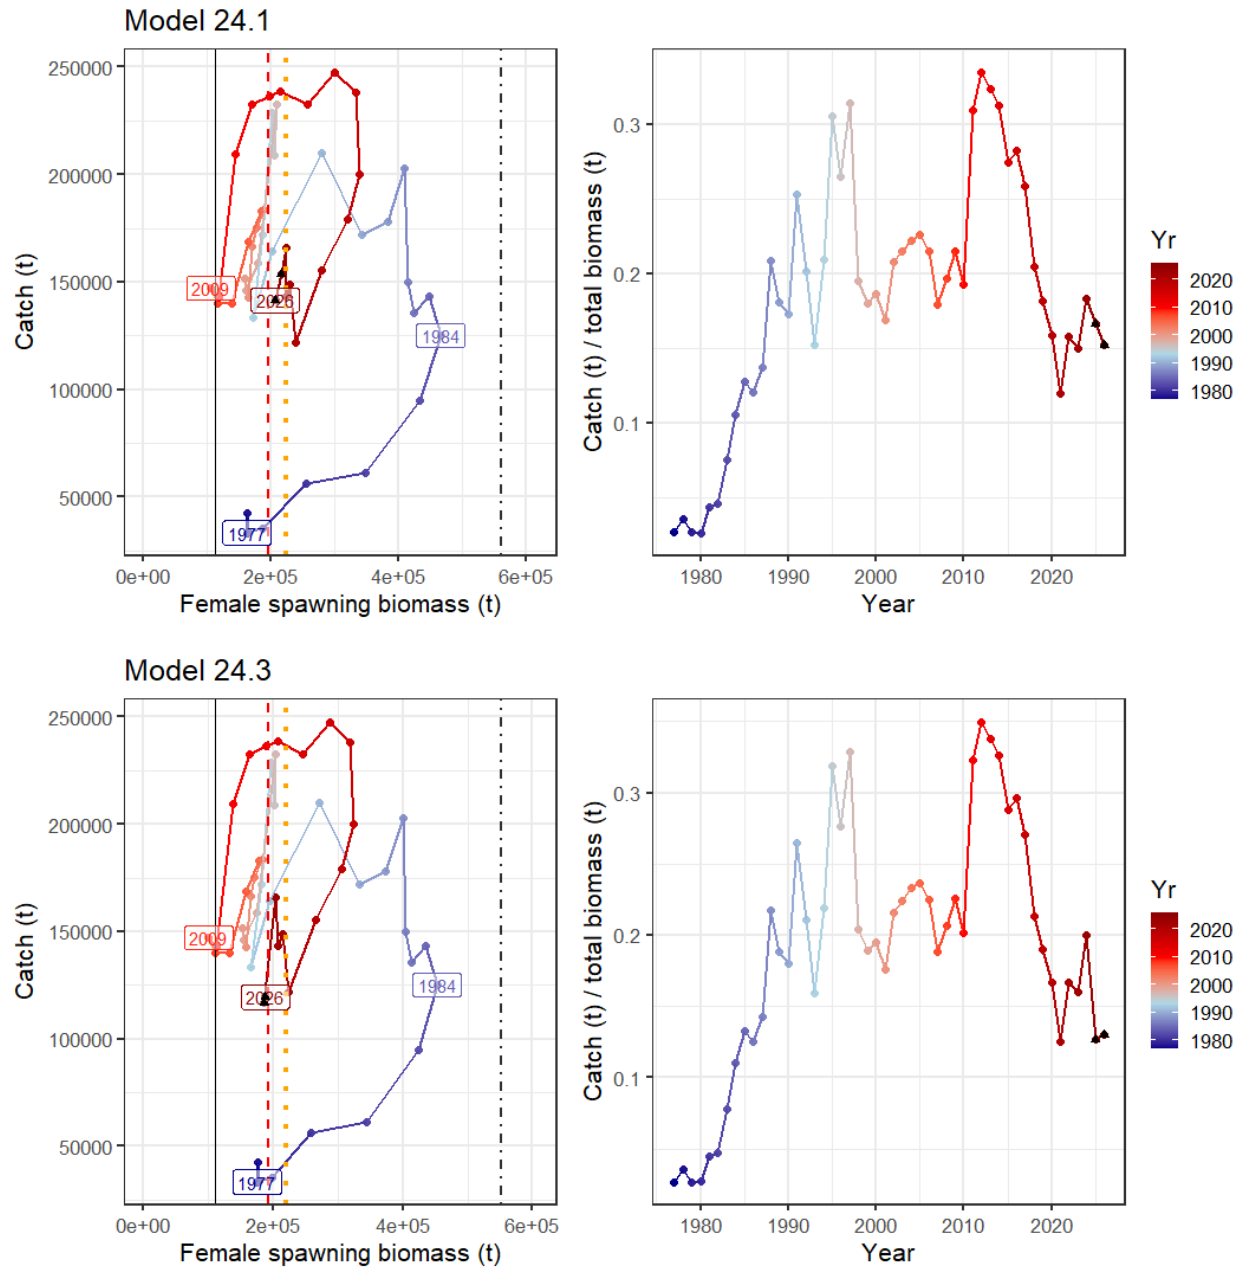 Model 24.1
Catch (t)
250000
200000
150000
100000
50000
2009
2026
1984
1977
0e+00 2e+05 4e+05 6e+05
Female spawning biomass (t)
Catch (t) / total biomass (t)
0.3
0.2
0.1
1980 1990 2000 2010 2020
Year
Yr
2020
2010
2000
1990
1980
Model 24.3
Catch (t)
250000
200000
150000
100000
50000
2009
2026
1984
1977
0e+00 2e+05 4e+05 6e+05
Female spawning biomass (t)
Catch (t) / total biomass (t)
0.3
0.2
0.1
1980 1990 2000 2010 2020
Year
Yr
2020
2010
2000
1990
1980